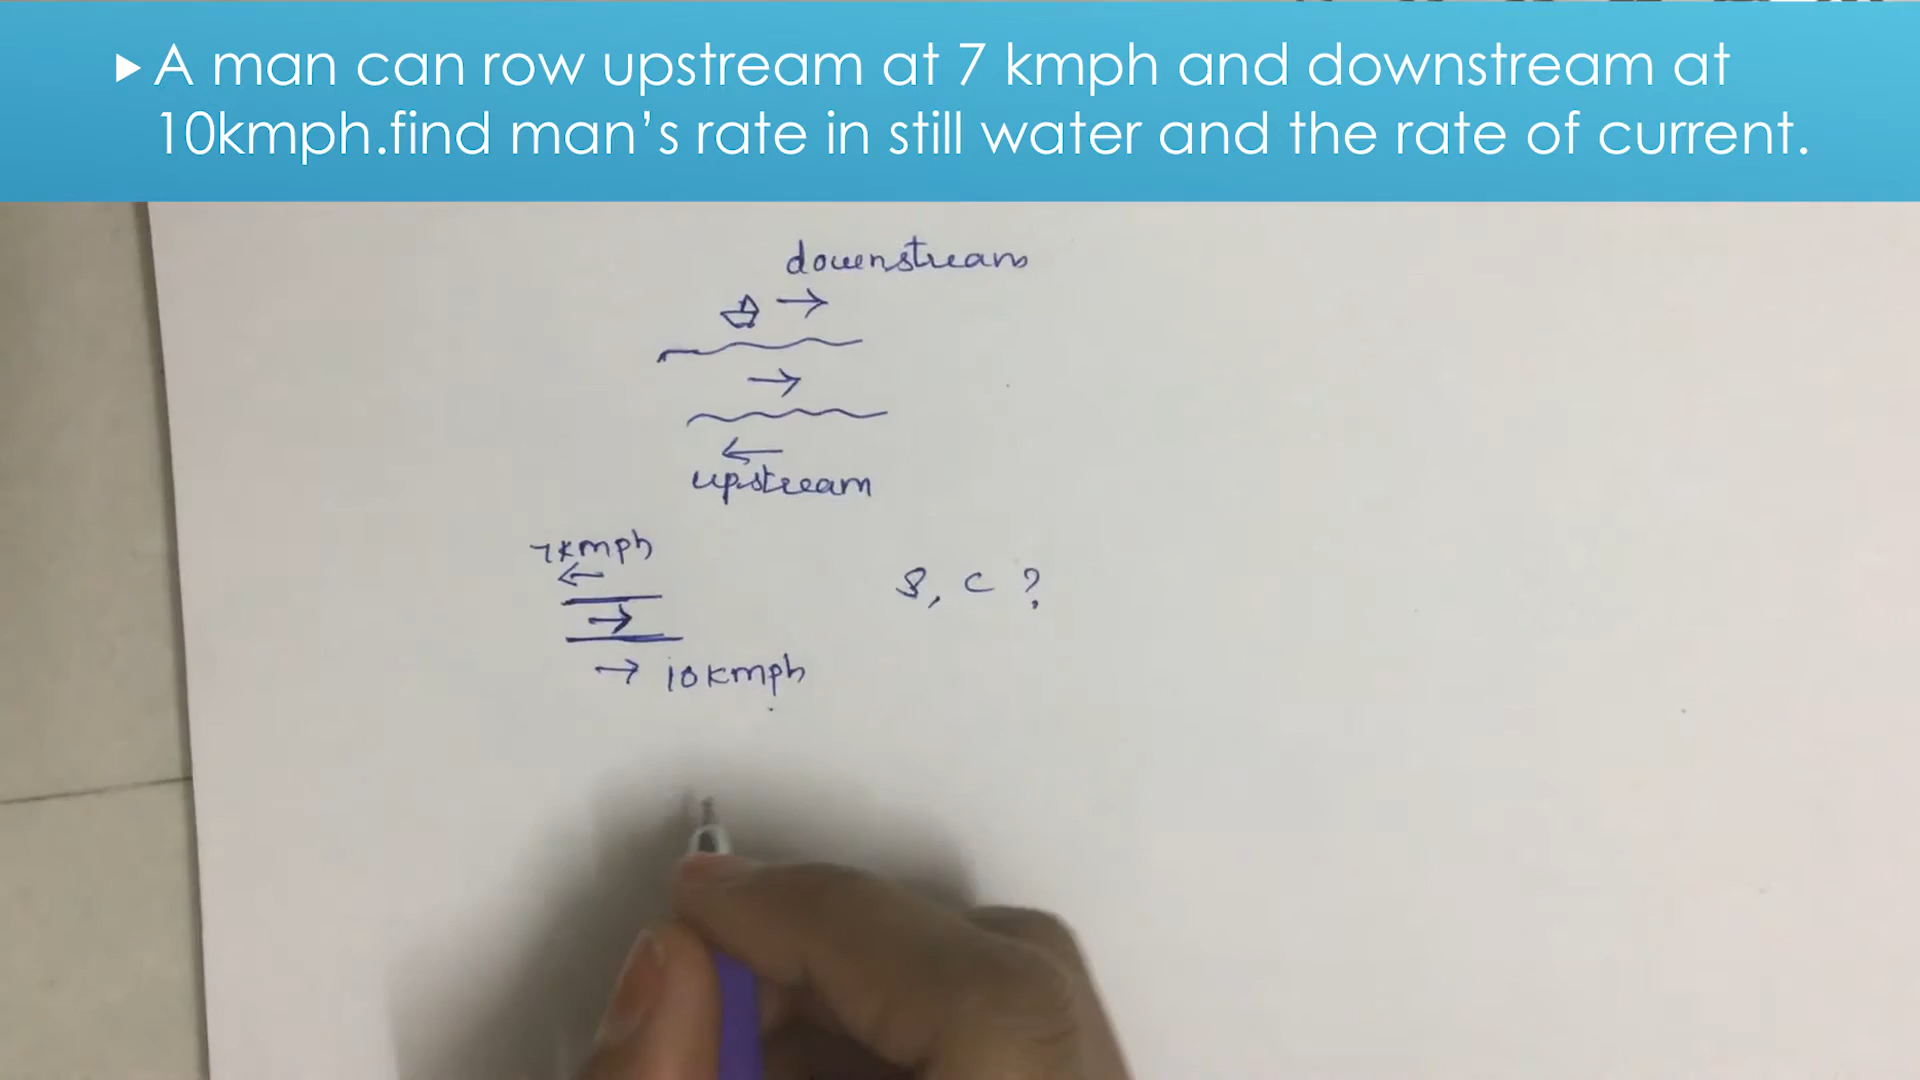 ▶ A man can row upstream at 7 kmph and downstream at
10kmph.find man's rate in still water and the rate of current.
downstream
→
→
←
upstream
7kmph
←
→
→ 10kmph
S, C ?